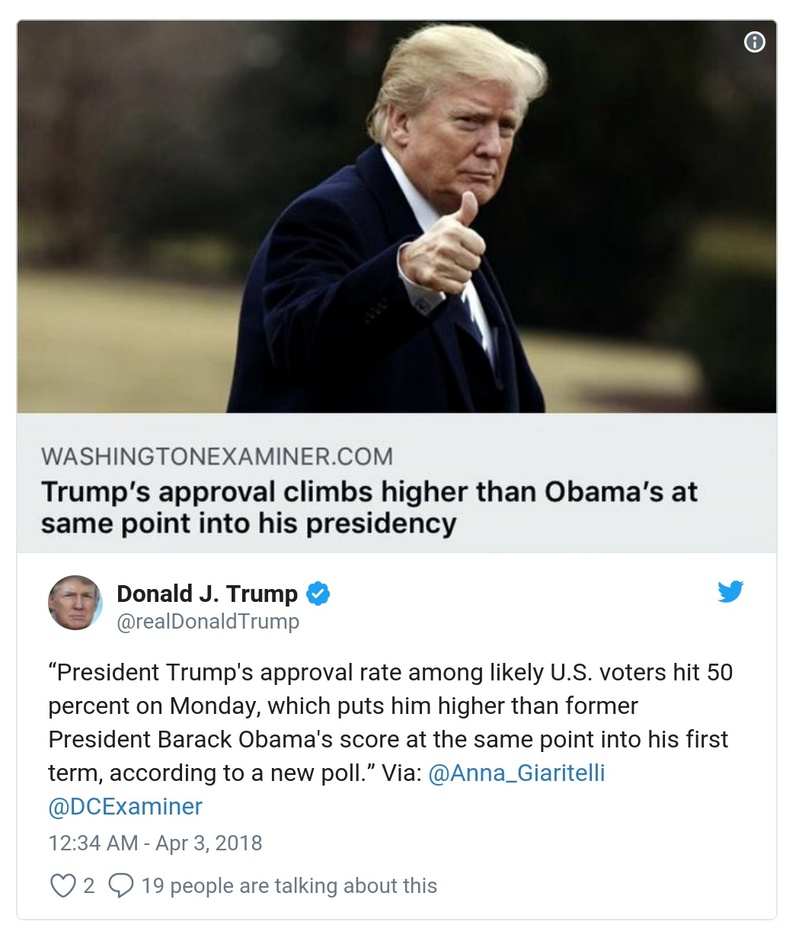 WASHINGTONEXAMINER.COM
Trump’s approval climbs higher than Obama’s at
same point into his presidency
Donald J. Trump
@realDonaldTrump
“President Trump's approval rate among likely U.S. voters hit 50
percent on Monday, which puts him higher than former
President Barack Obama's score at the same point into his first
term, according to a new poll.” Via: @Anna_Giaritelli
@DCExaminer
12:34 AM - Apr 3, 2018
2 19 people are talking about this